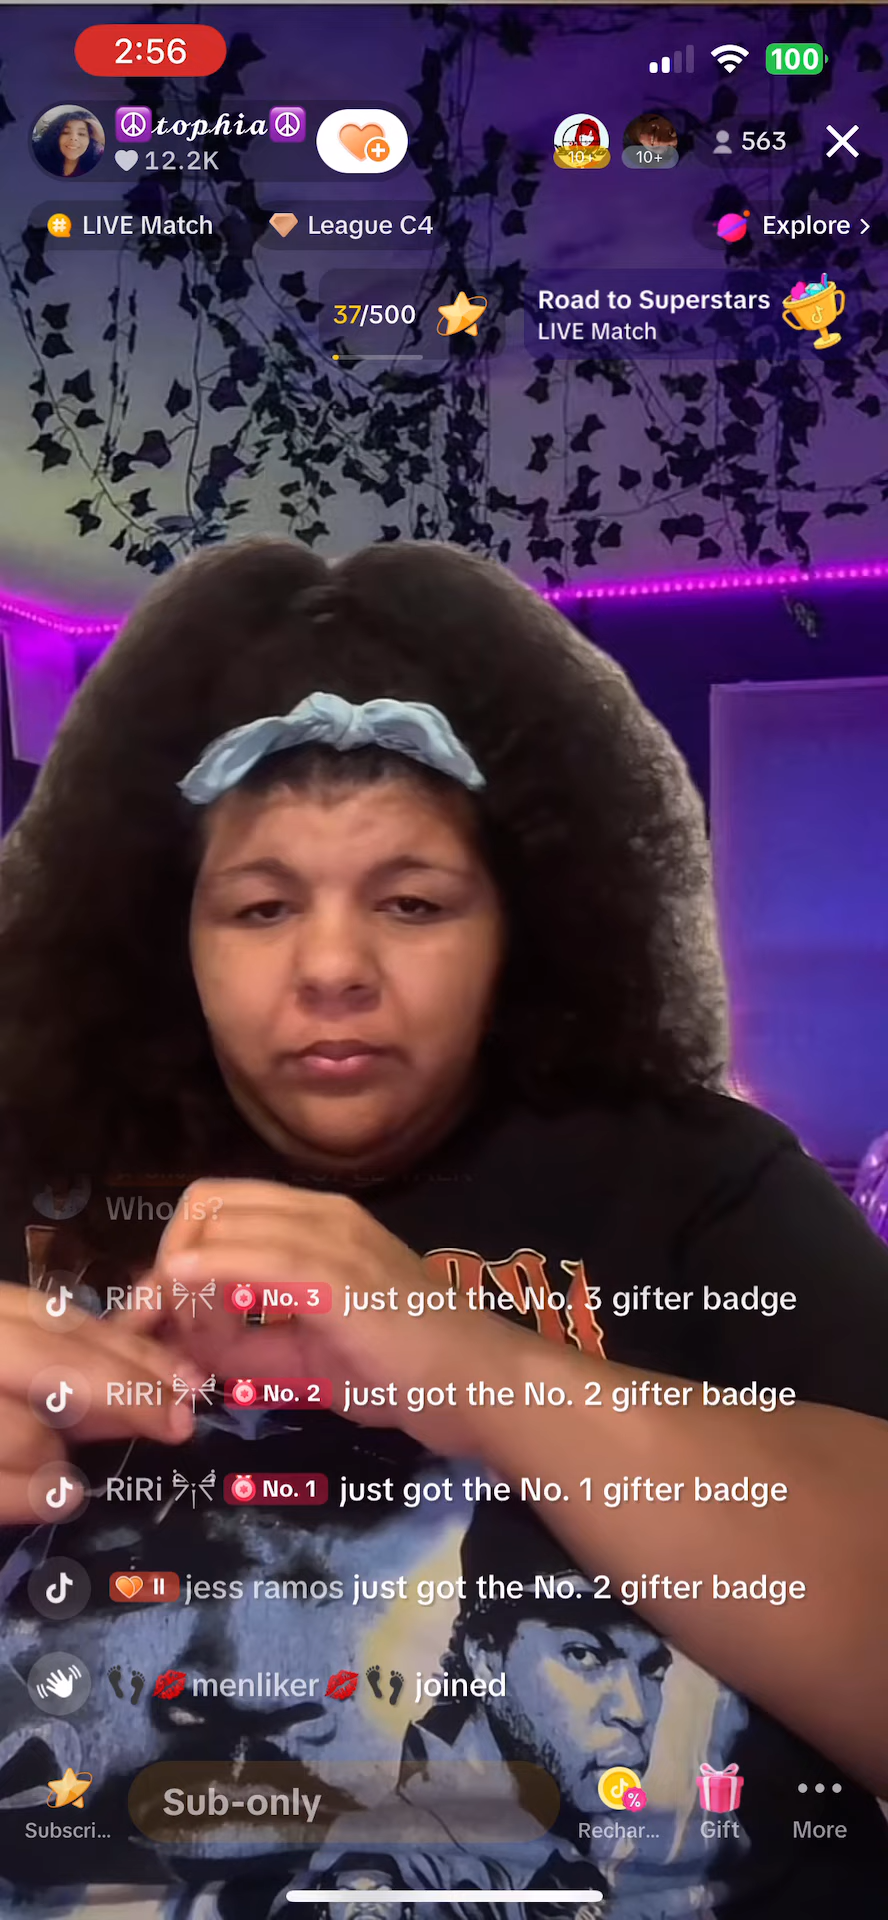 2:56
100
☮️𝓽𝓸𝓹𝓱𝓲𝓪☮️
12.2K
10+
10+
563
LIVE Match
League C4
Explore >
37/500
Road to Superstars
LIVE Match
Who is?
RiRi No. 3 just got the No. 3 gifter badge
RiRi No. 2 just got the No. 2 gifter badge
RiRi No. 1 just got the No. 1 gifter badge
II jess ramos just got the No. 2 gifter badge
👣💋menliker💋👣 joined
Sub-only
Subscri...
Rechar...
Gift
More